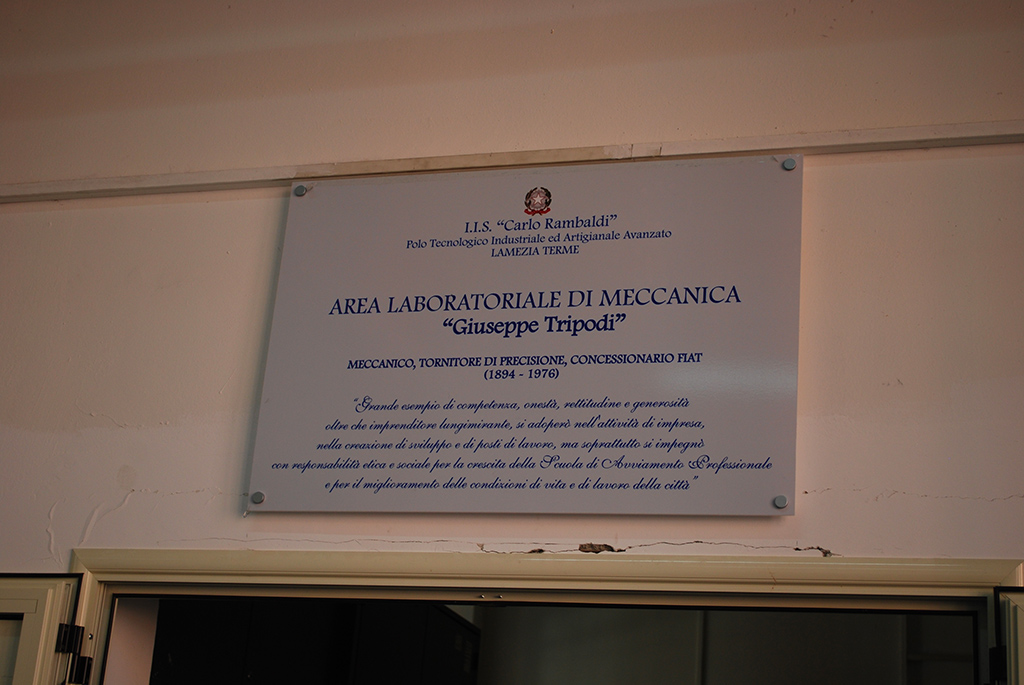 I.I.S. “Carlo Rambaldi”
Polo Tecnologico Industriale ed Artigianale Avanzato
LAMEZIA TERME
AREA LABORATORIALE DI MECCANICA
“Giuseppe Tripodi”
MECCANICO, TORNITORE DI PRECISIONE, CONCESSIONARIO FIAT
(1894 - 1976)
“Grande esempio di competenza, onestà, rettitudine e generosità
oltre che imprenditore lungimirante, si adoperò nell'attività di impresa,
nella creazione di sviluppo e di posti di lavoro, ma soprattutto si impegnò
con responsabilità etica e sociale per la crescita della Scuola di Avviamento Professionale
e per il miglioramento delle condizioni di vita e di lavoro della città”